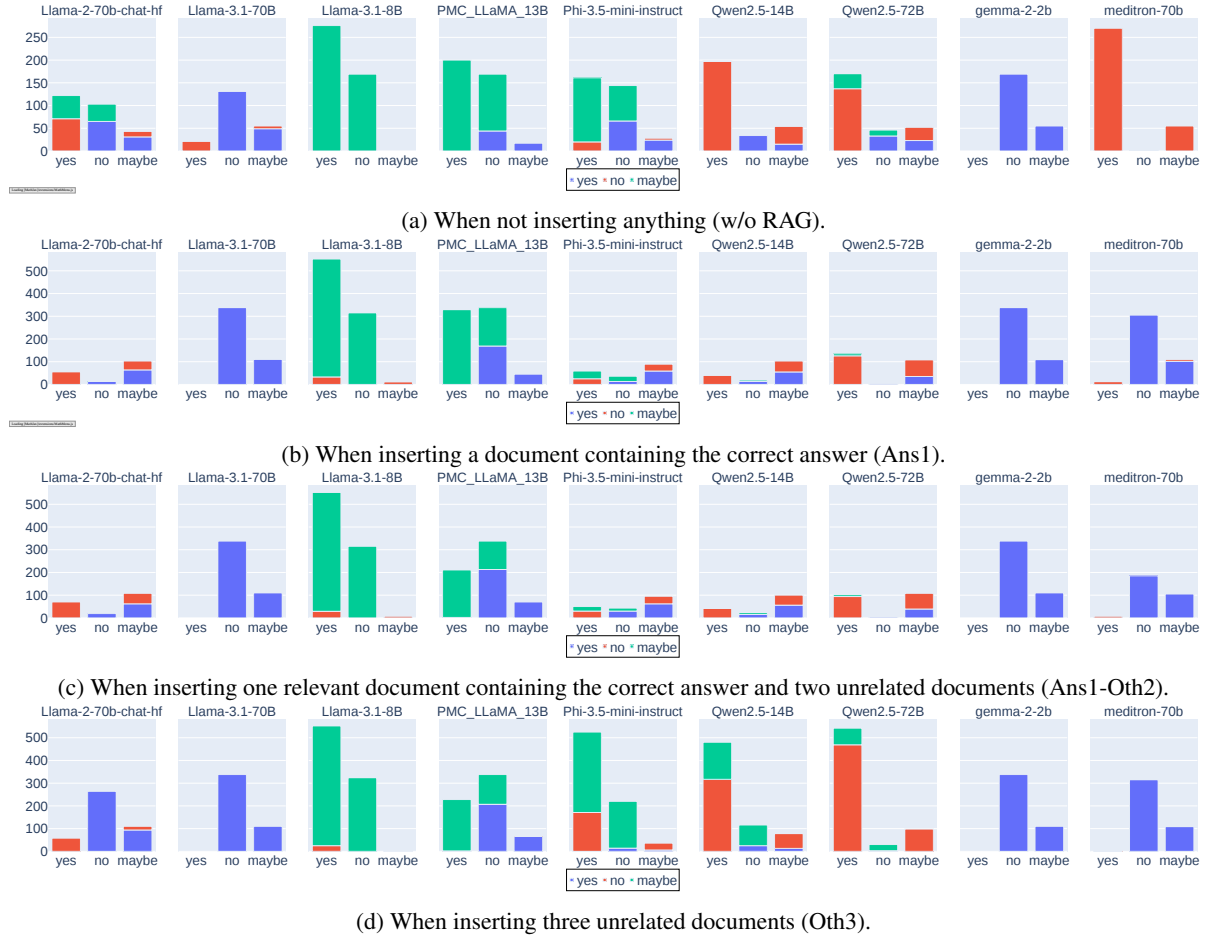 Llama-2-70b-chat-hf Llama-3.1-70B Llama-3.1-8B PMC_LLaMA_13B Phi-3.5-mini-instruct Qwen2.5-14B Qwen2.5-72B gemma-2-2b meditron-70b
250
200
150
100
50
0
yes no maybe yes no maybe yes no maybe yes no maybe yes no maybe yes no maybe yes no maybe yes no maybe yes no maybe
yes no maybe
(a) When not inserting anything (w/o RAG).
Llama-2-70b-chat-hf Llama-3.1-70B Llama-3.1-8B PMC_LLaMA_13B Phi-3.5-mini-instruct Qwen2.5-14B Qwen2.5-72B gemma-2-2b meditron-70b
500
400
300
200
100
0
yes no maybe yes no maybe yes no maybe yes no maybe yes no maybe yes no maybe yes no maybe yes no maybe yes no maybe
yes no maybe
(b) When inserting a document containing the correct answer (Ans1).
Llama-2-70b-chat-hf Llama-3.1-70B Llama-3.1-8B PMC_LLaMA_13B Phi-3.5-mini-instruct Qwen2.5-14B Qwen2.5-72B gemma-2-2b meditron-70b
500
400
300
200
100
0
yes no maybe yes no maybe yes no maybe yes no maybe yes no maybe yes no maybe yes no maybe yes no maybe yes no maybe
yes no maybe
(c) When inserting one relevant document containing the correct answer and two unrelated documents (Ans1-Oth2).
Llama-2-70b-chat-hf Llama-3.1-70B Llama-3.1-8B PMC_LLaMA_13B Phi-3.5-mini-instruct Qwen2.5-14B Qwen2.5-72B gemma-2-2b meditron-70b
500
400
300
200
100
0
yes no maybe yes no maybe yes no maybe yes no maybe yes no maybe yes no maybe yes no maybe yes no maybe yes no maybe
yes no maybe
(d) When inserting three unrelated documents (Oth3).